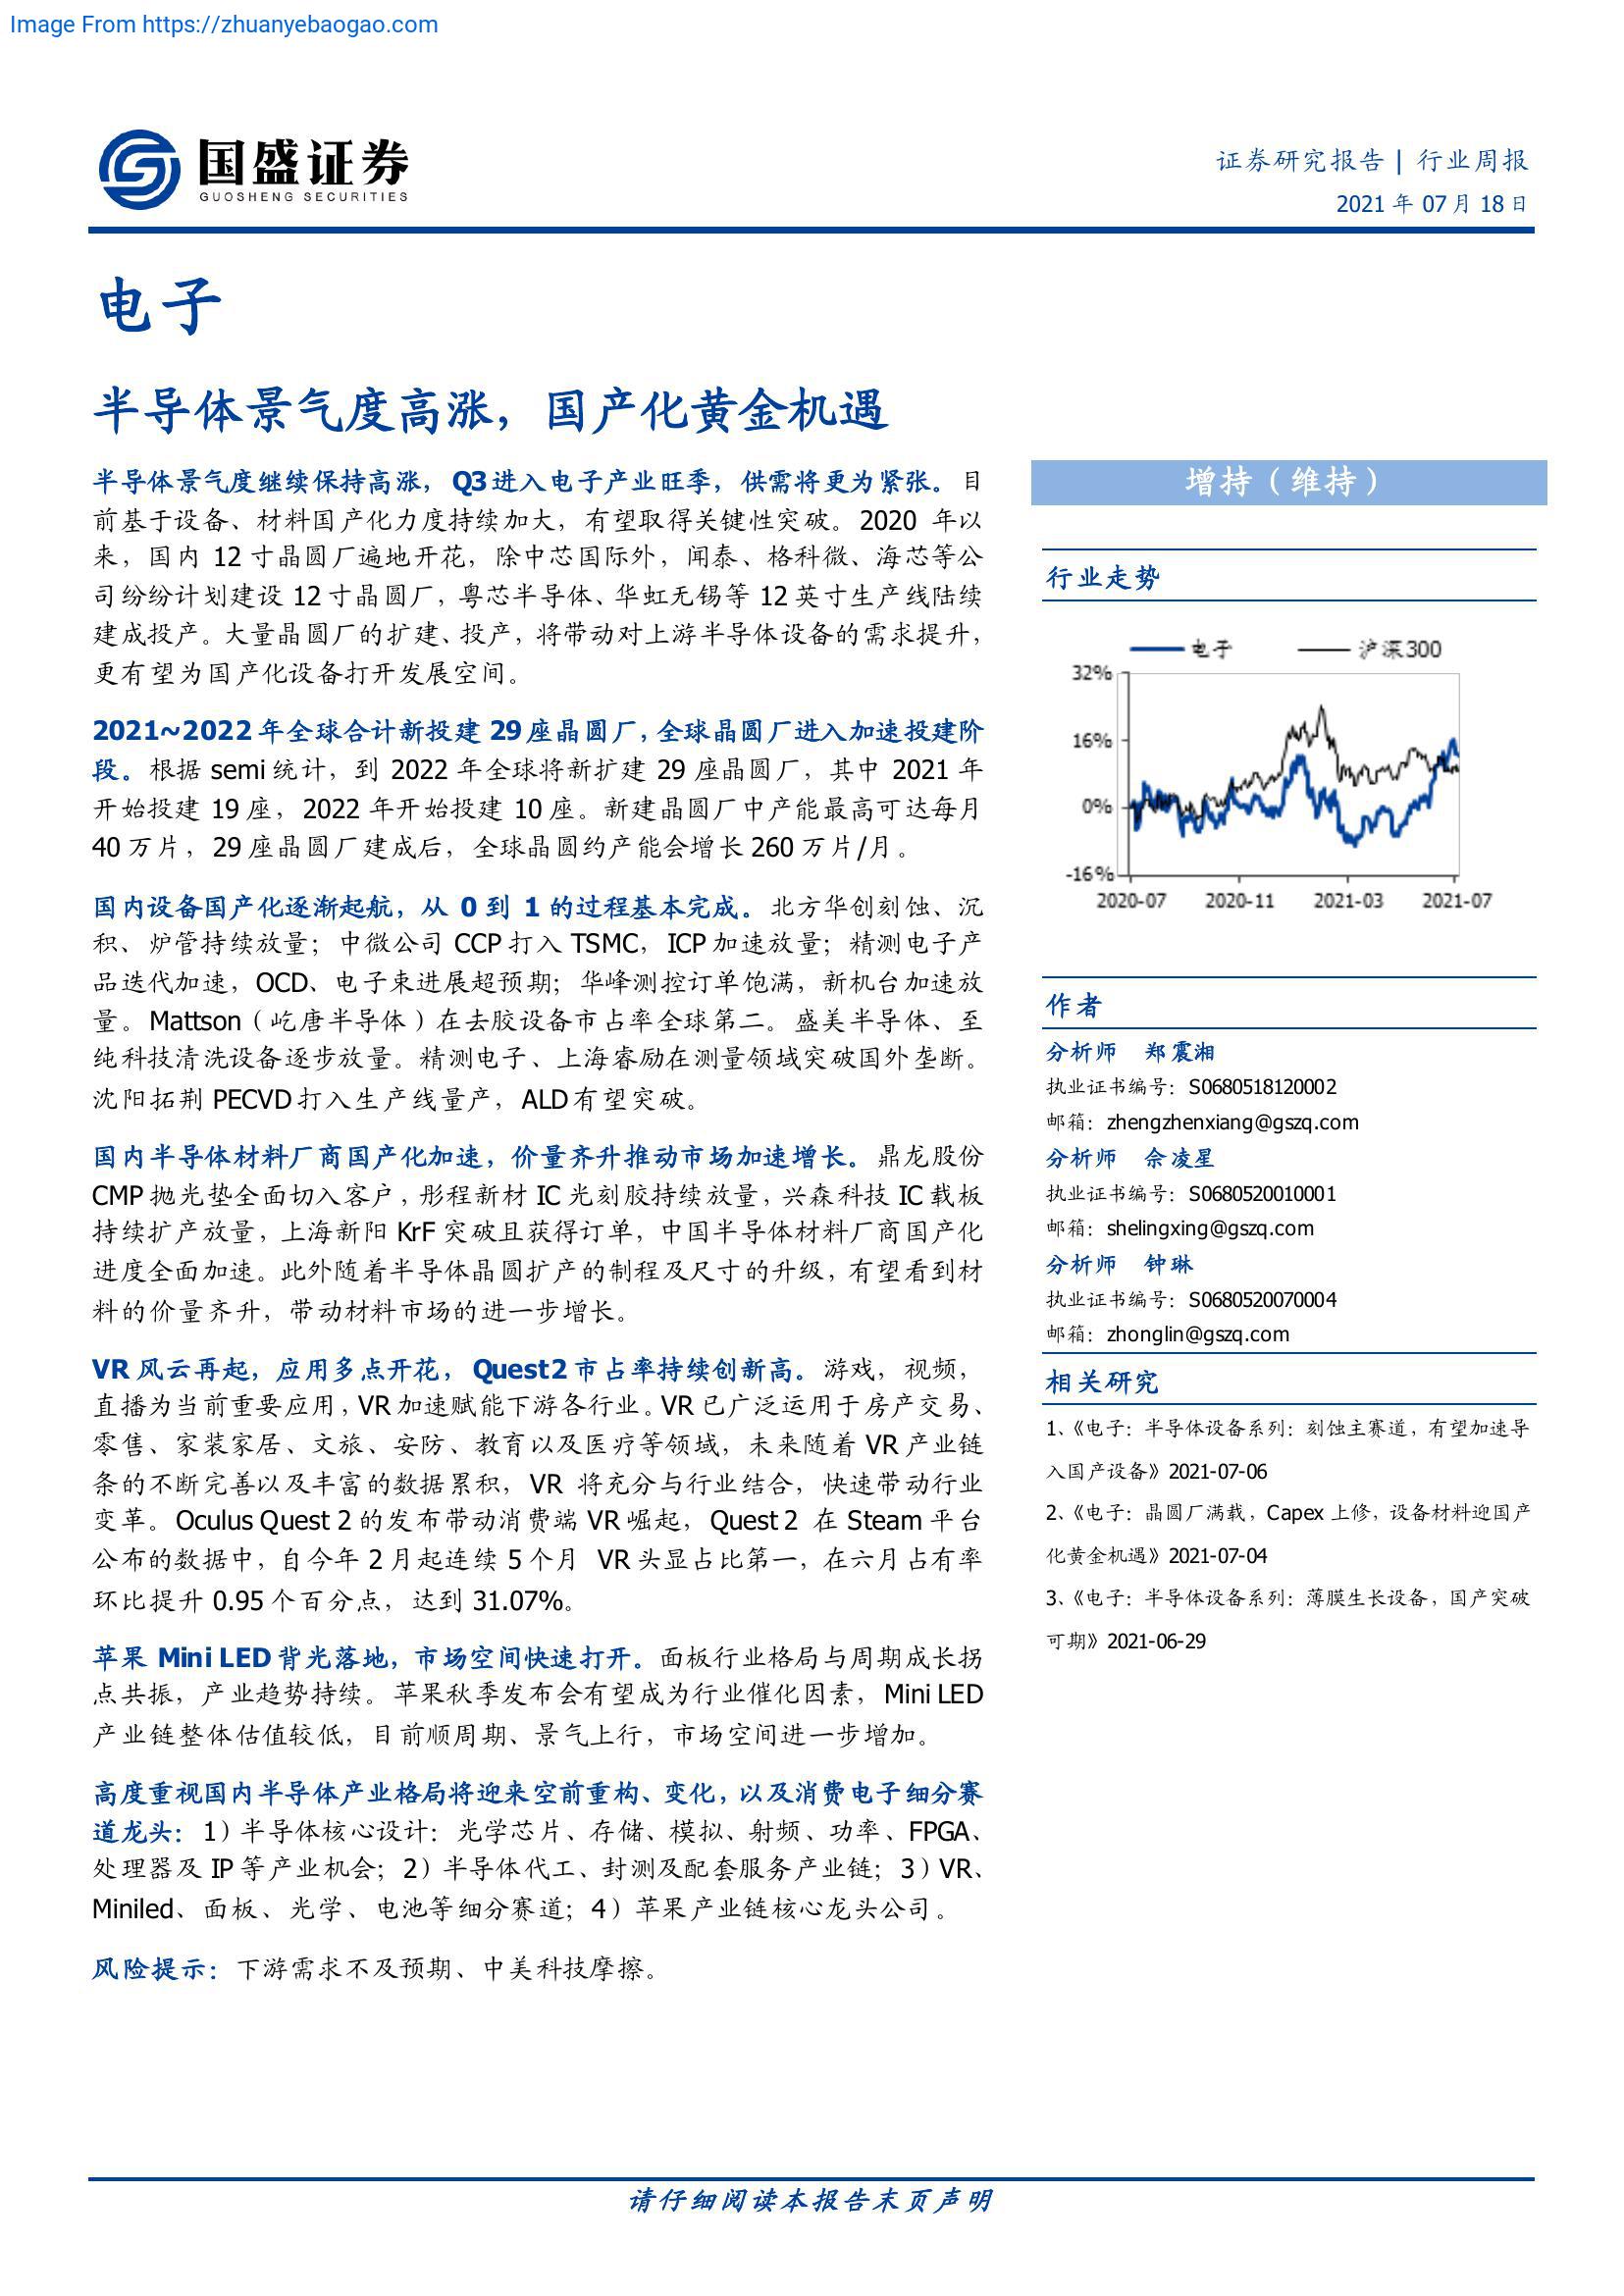 Image From https://zhuanyebaogao.com
国盛证券
GUOSHENG SECURITIES
证券研究报告 | 行业周报
2021 年 07 月 18 日
电子
半导体景气度高涨，国产化黄金机遇
半导体景气度继续保持高涨，Q3 进入电子产业旺季，供需将更为紧张。目
前基于设备、材料国产化力度持续加大，有望取得关键性突破。2020 年以
来，国内 12 寸晶圆厂遍地开花，除中芯国际外，闻泰、格科微、海芯等公
司纷纷计划建设 12 寸晶圆厂，粤芯半导体、华虹无锡等 12 英寸生产线陆续
建成投产。大量晶圆厂的扩建、投产，将带动对上游半导体设备的需求提升，
更有望为国产化设备打开发展空间。
2021~2022 年全球合计新投建 29 座晶圆厂，全球晶圆厂进入加速投建阶
段。根据 semi 统计，到 2022 年全球将新扩建 29 座晶圆厂，其中 2021 年
开始投建 19 座，2022 年开始投建 10 座。新建晶圆厂中产能最高可达每月
40 万片，29 座晶圆厂建成后，全球晶圆约产能会增长 260 万片/月。
国内设备国产化逐渐起航，从 0 到 1 的过程基本完成。北方华创刻蚀、沉
积、炉管持续放量；中微公司 CCP 打入 TSMC，ICP 加速放量；精测电子产
品迭代加速，OCD、电子束进展超预期；华峰测控订单饱满，新机台加速放
量。Mattson（屹唐半导体）在去胶设备市占率全球第二。盛美半导体、至
纯科技清洗设备逐步放量。精测电子、上海睿励在测量领域突破国外垄断。
沈阳拓荆 PECVD 打入生产线量产，ALD 有望突破。
国内半导体材料厂商国产化加速，价量齐升推动市场加速增长。鼎龙股份
CMP 抛光垫全面切入客户，彤程新材 IC 光刻胶持续放量，兴森科技 IC 载板
持续扩产放量，上海新阳 KrF 突破且获得订单，中国半导体材料厂商国产化
进度全面加速。此外随着半导体晶圆扩产的制程及尺寸的升级，有望看到材
料的价量齐升，带动材料市场的进一步增长。
VR 风云再起，应用多点开花，Quest2 市占率持续创新高。游戏，视频，
直播为当前重要应用，VR 加速赋能下游各行业。VR 已广泛运用于房产交易、
零售、家装家居、文旅、安防、教育以及医疗等领域，未来随着 VR 产业链
条的不断完善以及丰富的数据累积，VR 将充分与行业结合，快速带动行业
变革。Oculus Quest 2 的发布带动消费端 VR 崛起，Quest 2 在 Steam 平台
公布的数据中，自今年 2 月起连续 5 个月 VR 头显占比第一，在六月占有率
环比提升 0.95 个百分点，达到 31.07%。
苹果 Mini LED 背光落地，市场空间快速打开。面板行业格局与周期成长拐
点共振，产业趋势持续。苹果秋季发布会有望成为行业催化因素，Mini LED
产业链整体估值较低，目前顺周期、景气上行，市场空间进一步增加。
高度重视国内半导体产业格局将迎来空前重构、变化，以及消费电子细分赛
道龙头：1）半导体核心设计：光学芯片、存储、模拟、射频、功率、FPGA、
处理器及 IP 等产业机会；2）半导体代工、封测及配套服务产业链；3）VR、
Miniled、面板、光学、电池等细分赛道；4）苹果产业链核心龙头公司。
风险提示：下游需求不及预期、中美科技摩擦。
增持（维持）
行业走势
电子 沪深300
32%
16%
0%
-16%
2020-07 2020-11 2021-03 2021-07
作者
分析师 郑震湘
执业证书编号：S0680518120002
邮箱：zhengzhenxiang@gszq.com
分析师 佘凌星
执业证书编号：S0680520010001
邮箱：shelingxing@gszq.com
分析师 钟琳
执业证书编号：S0680520070004
邮箱：zhonglin@gszq.com
相关研究
1、《电子：半导体设备系列：刻蚀主赛道，有望加速导
入国产设备》2021-07-06
2、《电子：晶圆厂满载，Capex 上修，设备材料迎国产
化黄金机遇》2021-07-04
3、《电子：半导体设备系列：薄膜生长设备，国产突破
可期》2021-06-29
请仔细阅读本报告末页声明